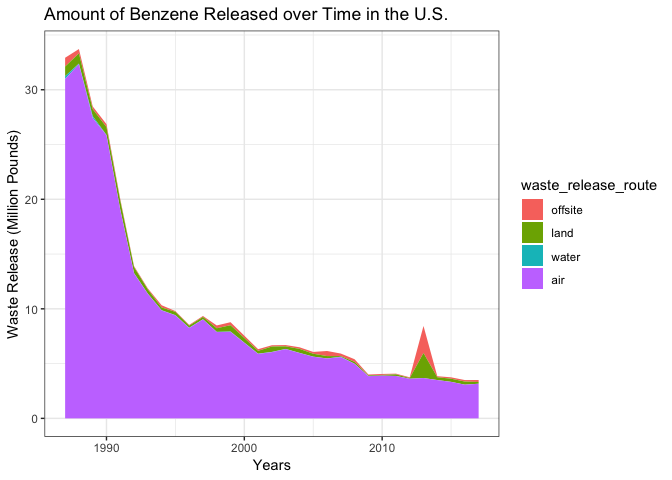 Amount of Benzene Released over Time in the U.S.
Waste Release (Million Pounds)
30
20
10
0
1990 2000 2010
Years
waste_release_route
offsite
land
water
air